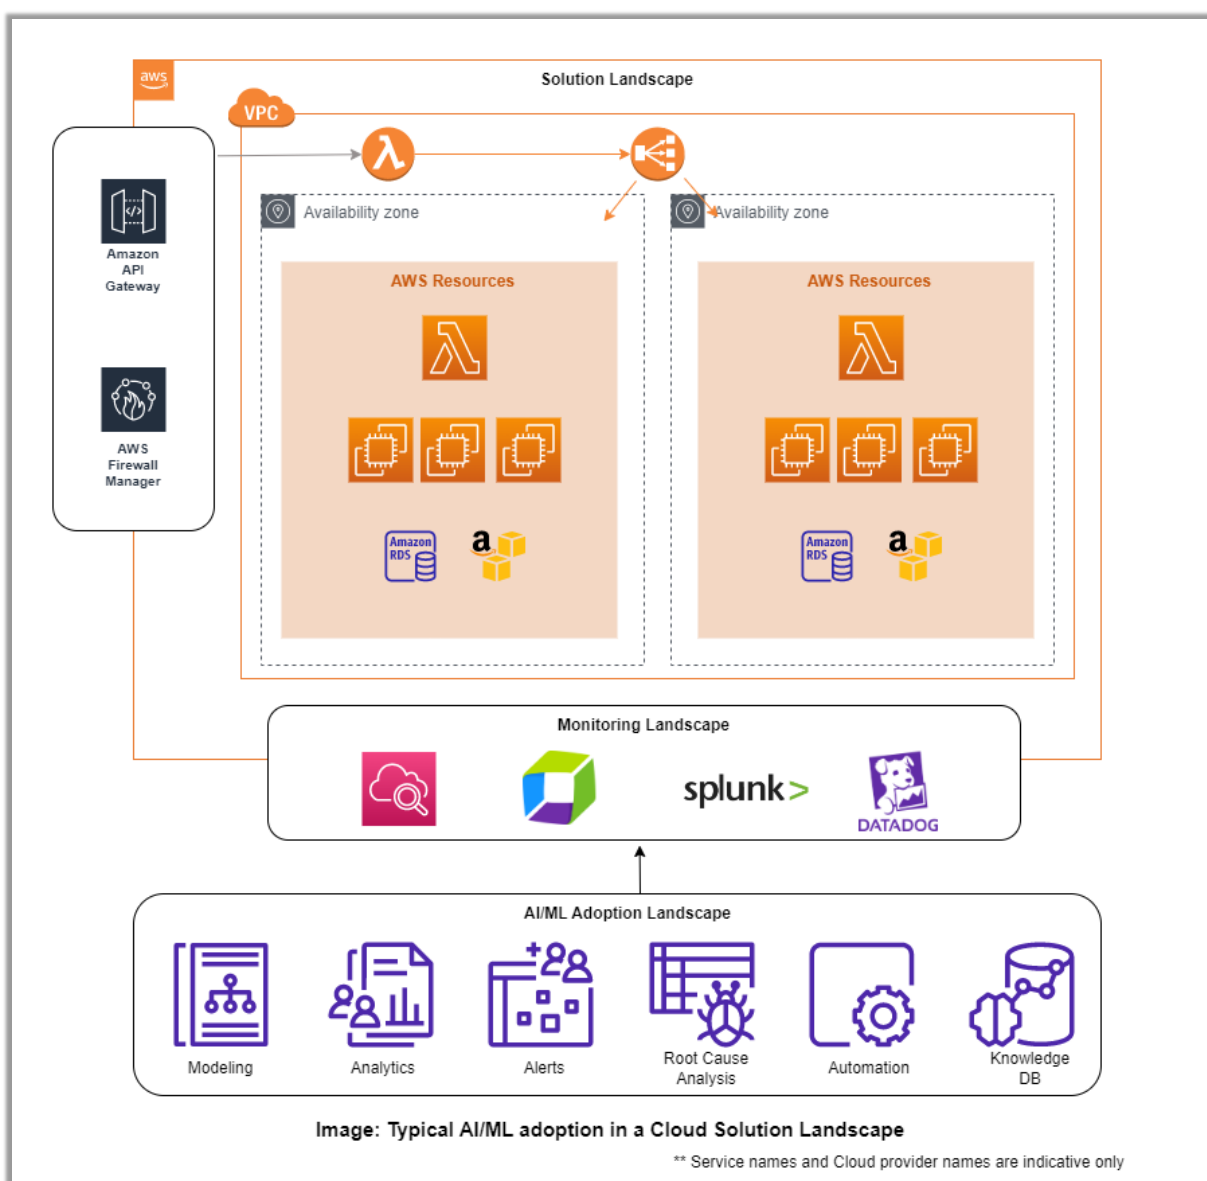 aws
Solution Landscape
VPC
Availability zone
Availability zone
Amazon
API
Gateway
AWS
Firewall
Manager
AWS Resources
Amazon
RDS
a
AWS Resources
Amazon
RDS
a
Monitoring Landscape
splunk>
DATADOG
AI/ML Adoption Landscape
Modeling
Analytics
Alerts
Root Cause
Analysis
Automation
Knowledge
DB
Image: Typical AI/ML adoption in a Cloud Solution Landscape
** Service names and Cloud provider names are indicative only